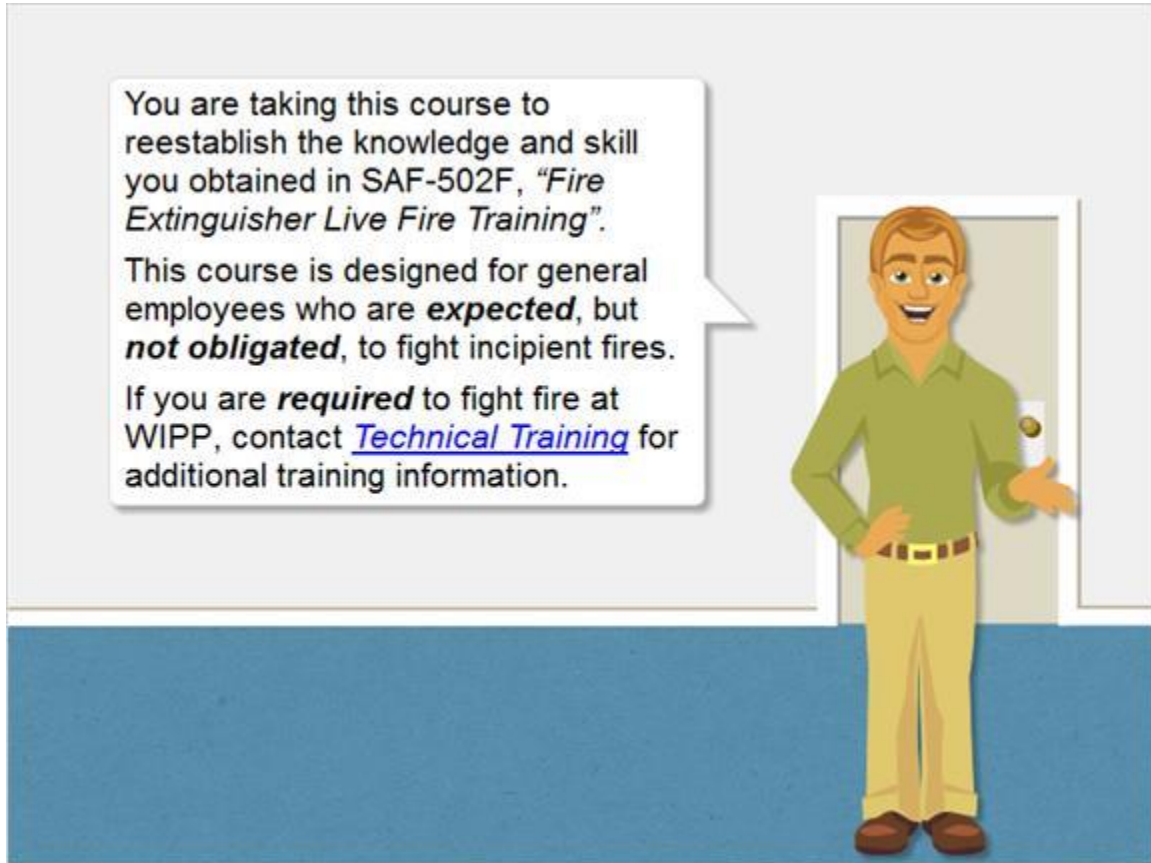 You are taking this course to
reestablish the knowledge and skill
you obtained in SAF-502F, “Fire
Extinguisher Live Fire Training”.
This course is designed for general
employees who are expected, but
not obligated, to fight incipient fires.
If you are required to fight fire at
WIPP, contact Technical Training for
additional training information.